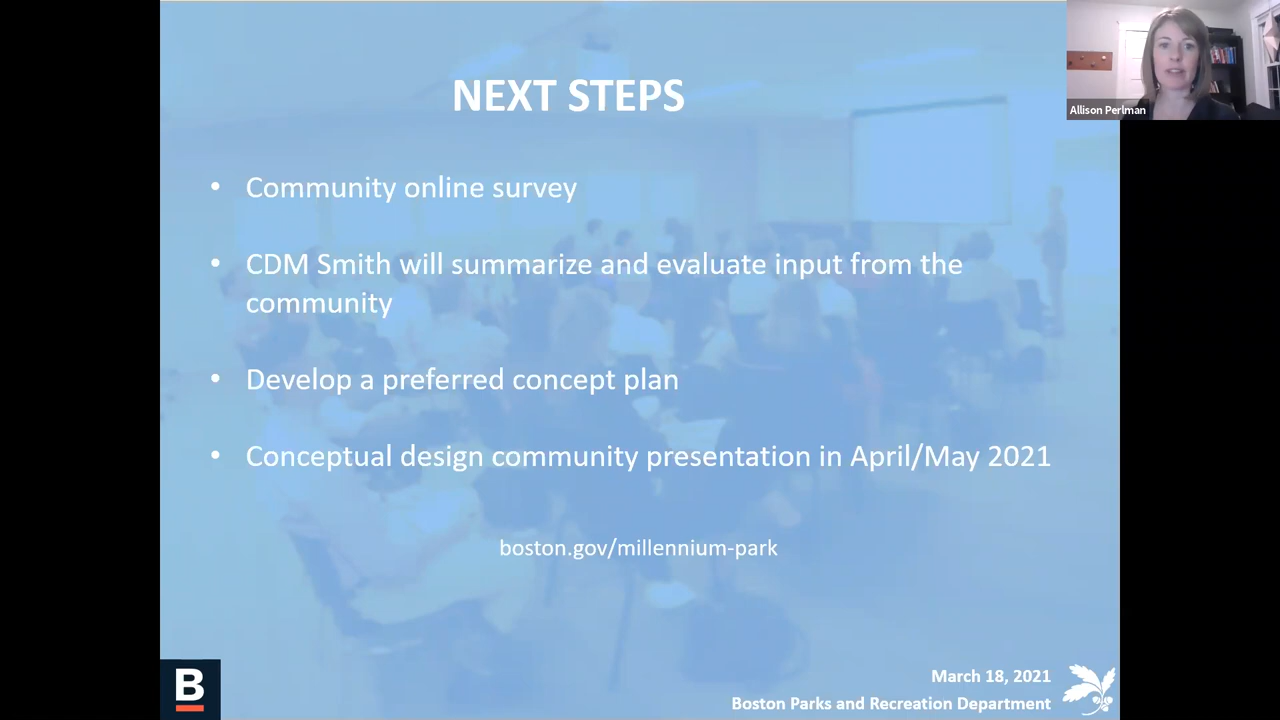 NEXT STEPS
Allison Perlman
• Community online survey
• CDM Smith will summarize and evaluate input from the
community
• Develop a preferred concept plan
• Conceptual design community presentation in April/May 2021
boston.gov/millennium-park
B
March 18, 2021
Boston Parks and Recreation Department